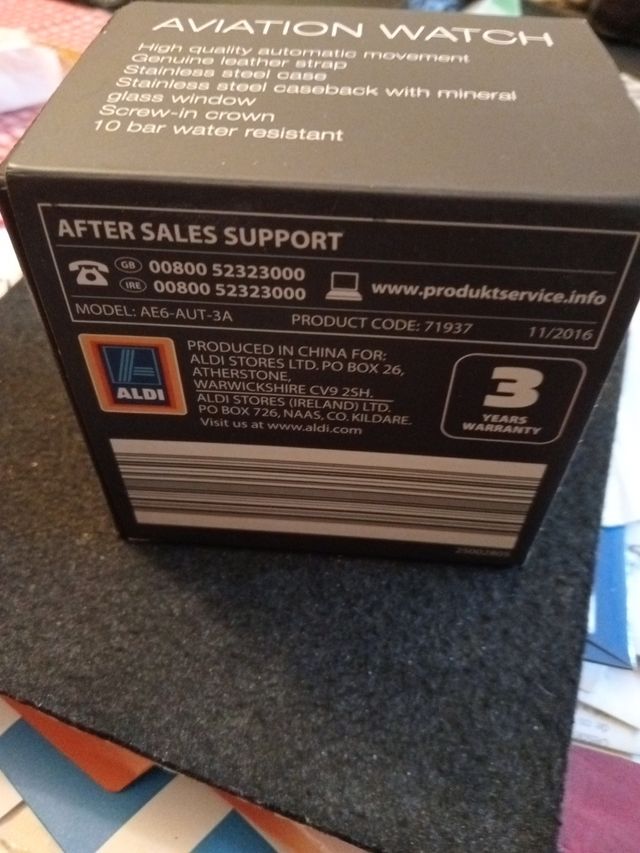 AVIATION WATCH
High quality automatic movement
Genuine leather strap
Stainless steel case
Stainless steel caseback with mineral
glass window
Screw-in crown
10 bar water resistant
AFTER SALES SUPPORT
GB 00800 52323000
IRE 00800 52323000
www.produktservice.info
MODEL: AE6-AUT-3A PRODUCT CODE: 71937 11/2016
ALDI
PRODUCED IN CHINA FOR:
ALDI STORES LTD. PO BOX 26,
ATHERSTONE,
WARWICKSHIRE CV9 2SH.
ALDI STORES (IRELAND) LTD.
PO BOX 726, NAAS, CO. KILDARE.
Visit us at www.aldi.com
3
YEARS
WARRANTY